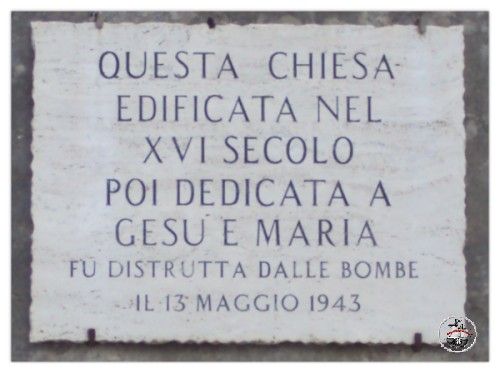 QUESTA CHIESA
EDIFICATA NEL
XVI SECOLO
POI DEDICATA A
GESU E MARIA
FU DISTRUTTA DALLE BOMBE
IL 13 MAGGIO 1943